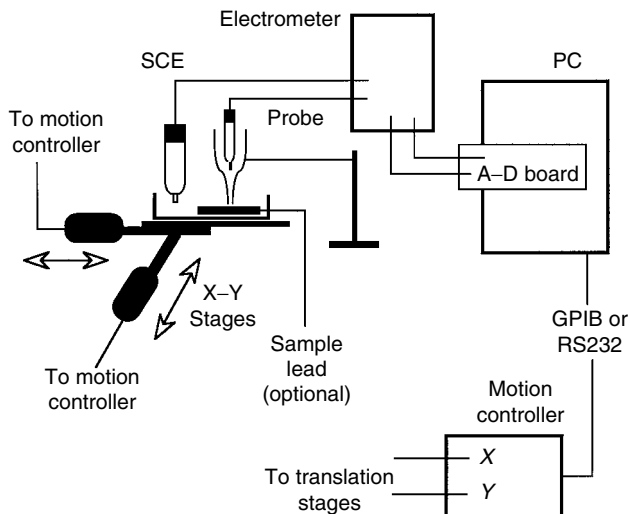 Electrometer
SCE
PC
To motion
controller
Probe
A–D board
X–Y
Stages
Sample
lead
(optional)
To motion
controller
GPIB or
RS232
Motion
controller
X
To translation
stages
Y